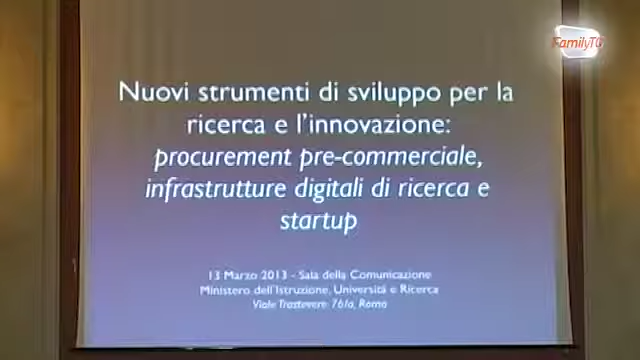 FamilyTG
Nuovi strumenti di sviluppo per la
ricerca e l'innovazione:
procurement pre-commerciale,
infrastrutture digitali di ricerca e
startup
13 Marzo 2013 - Sala della Comunicazione
Ministero dell'Istruzione, Università e Ricerca
Viale Trastevere 76/a, Roma